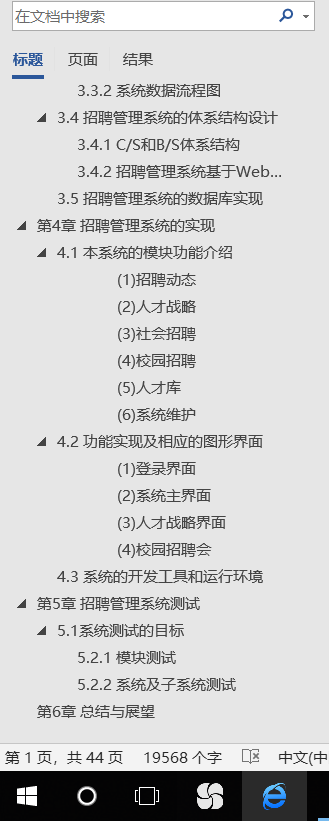 在文档中搜索
标题 页面 结果
3.3.2 系统数据流程图
3.4 招聘管理系统的体系结构设计
3.4.1 C/S和B/S体系结构
3.4.2 招聘管理系统基于Web...
3.5 招聘管理系统的数据库实现
第4章 招聘管理系统的实现
4.1 本系统的模块功能介绍
(1)招聘动态
(2)人才战略
(3)社会招聘
(4)校园招聘
(5)人才库
(6)系统维护
4.2 功能实现及相应的图形界面
(1)登录界面
(2)系统主界面
(3)人才战略界面
(4)校园招聘会
4.3 系统的开发工具和运行环境
第5章 招聘管理系统测试
5.1系统测试的目标
5.2.1 模块测试
5.2.2 系统及子系统测试
第6章 总结与展望
第 1 页，共 44 页 19568 个字 中文(中